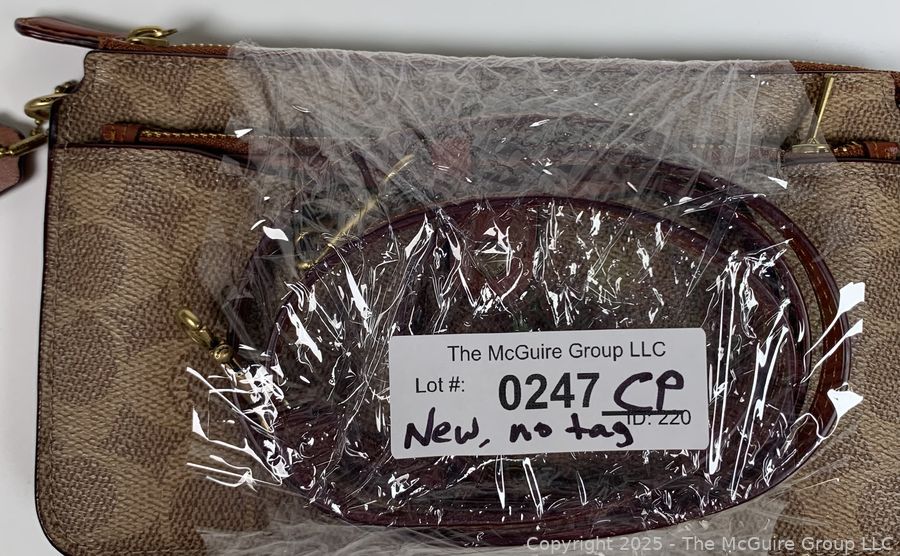 The McGuire Group LLC
Lot #: 0247 CP
ID: 220
New, no tag
Copyright 2025 - The McGuire Group LLC